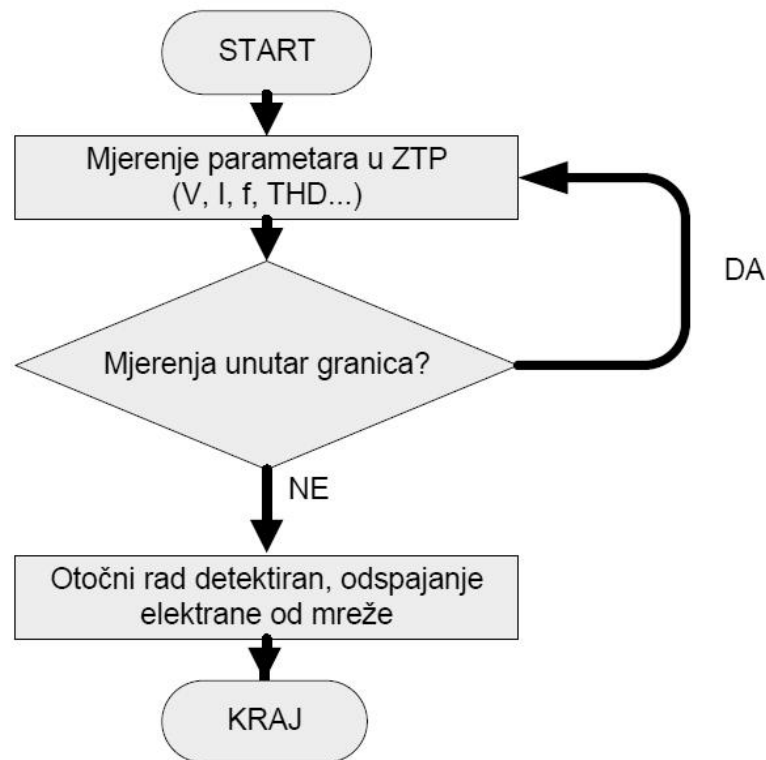 START
Mjerenje parametara u ZTP
(V, I, f, THD...)
DA
Mjerenja unutar granica?
NE
Otočni rad detektiran, odspajanje
elektrane od mreže
KRAJ